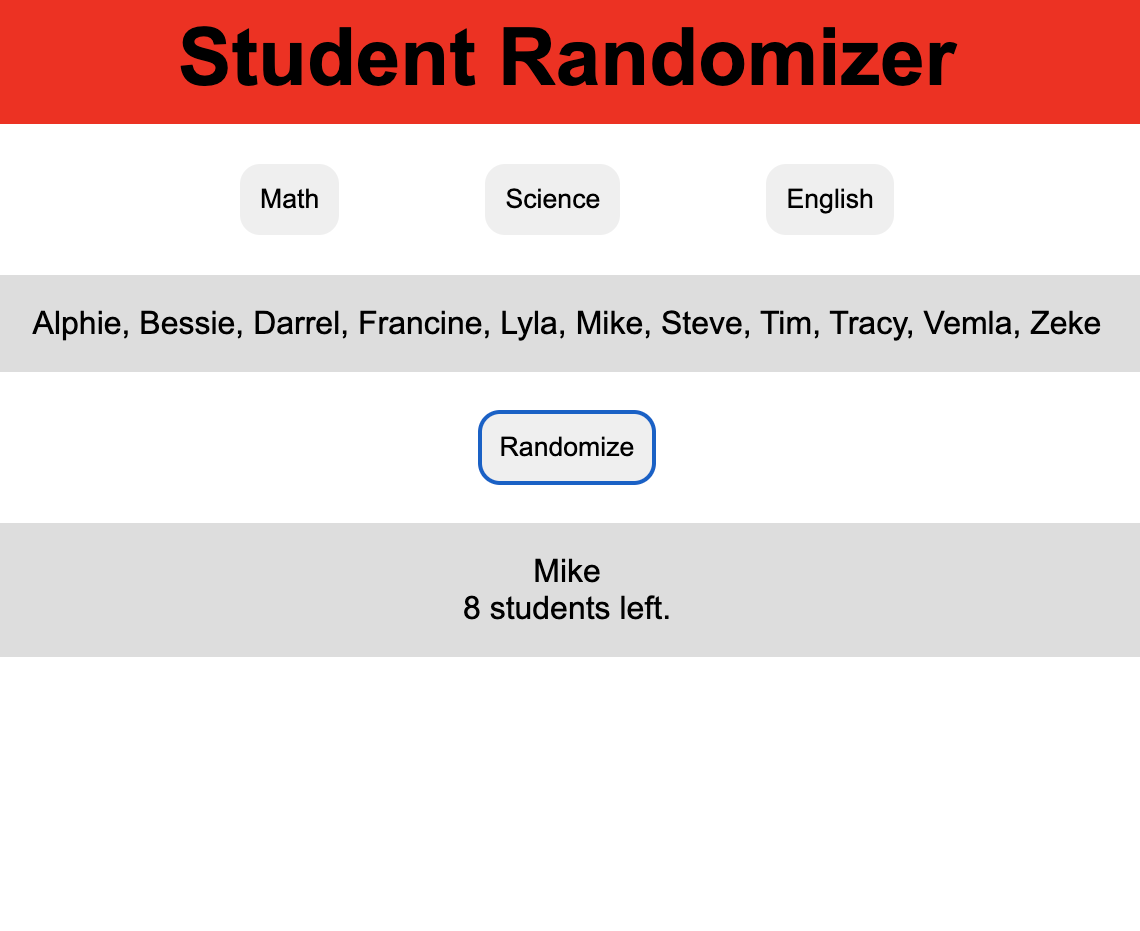 Student Randomizer
Math Science English
Alphie, Bessie, Darrel, Francine, Lyla, Mike, Steve, Tim, Tracy, Vemla, Zeke
Randomize
Mike
8 students left.